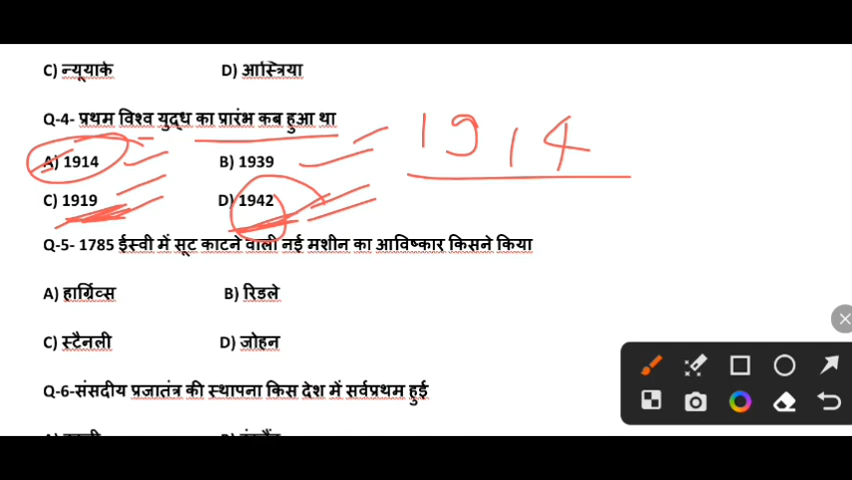 C) न्यूयार्क D) आस्त्रिया
Q-4- प्रथम विश्व युद्ध का प्रारंभ कब हुआ था
1914
A) 1914 B) 1939
C) 1919 D) 1942
Q-5- 1785 ईस्वी में सूट काटने वाली नई मशीन का आविष्कार किसने किया
A) हार्ग्रिव्स B) रिडले
C) स्टैनली D) जोहन
Q-6-संसदीय प्रजातंत्र की स्थापना किस देश में सर्वप्रथम हुई